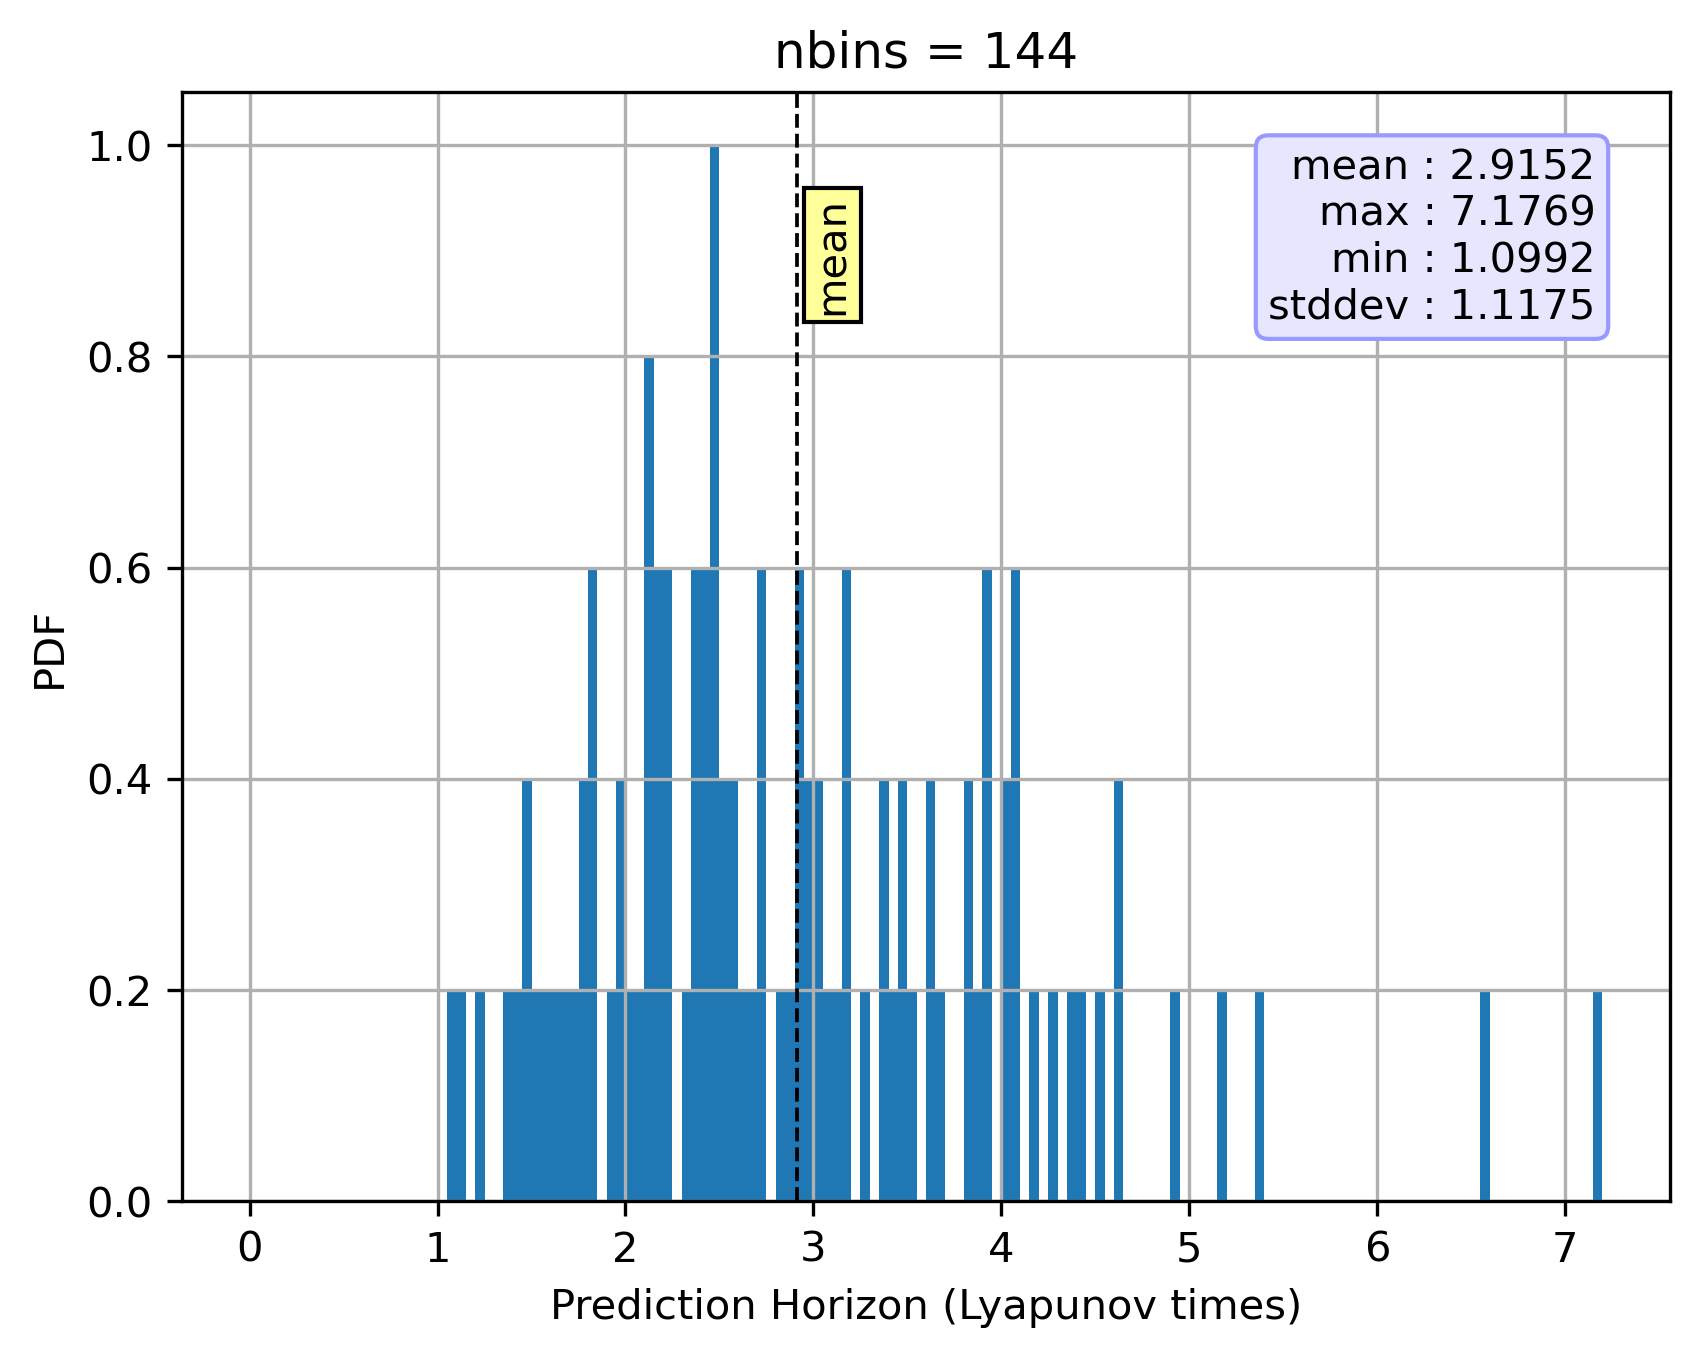 nbins = 144
mean : 2.9152
max : 7.1769
min : 1.0992
stddev : 1.1175
mean
PDF
1.0
0.8
0.6
0.4
0.2
0.0
0 1 2 3 4 5 6 7
Prediction Horizon (Lyapunov times)